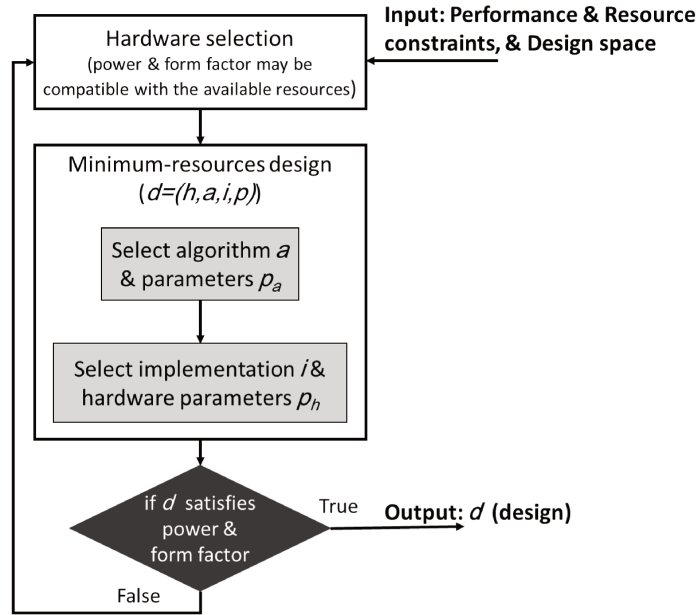 Input: Performance & Resource
constraints, & Design space
Hardware selection
(power & form factor may be
compatible with the available resources)
Minimum-resources design
(d=(h,a,i,p))
Select algorithm a
& parameters pa
Select implementation i &
hardware parameters ph
if d satisfies
power &
form factor
True
Output: d (design)
False